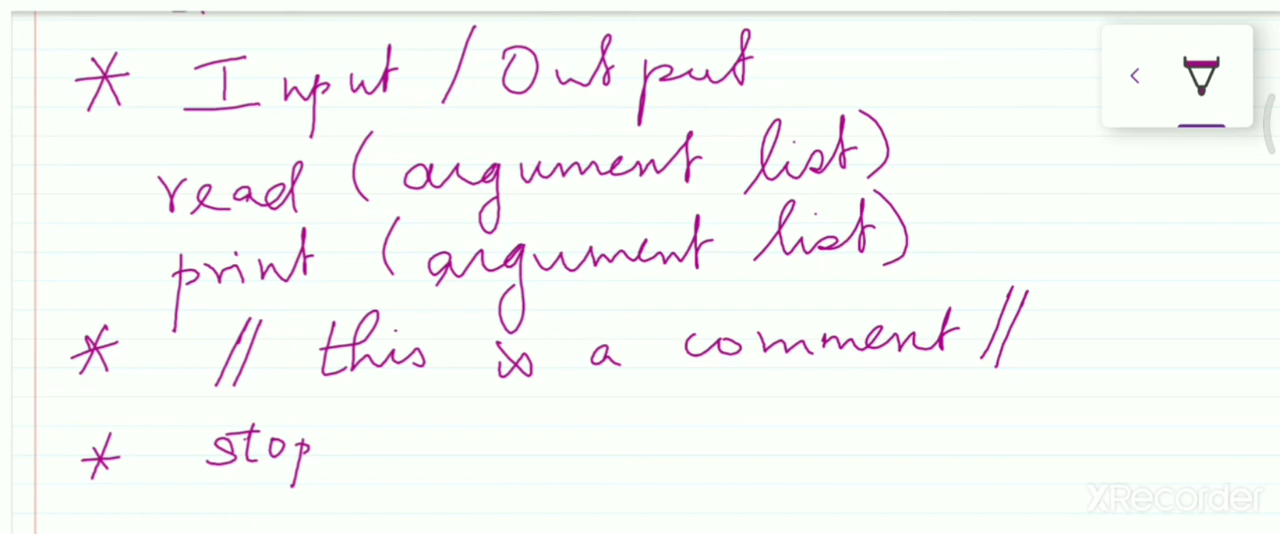 * Input / Output
read (argument list)
print (argument list)
* // this is a comment //
* stop
XRecorder